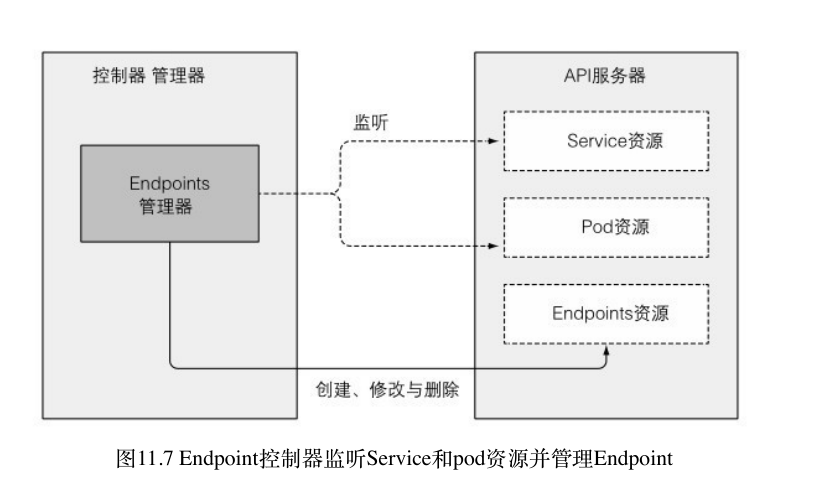 控制器 管理器
API服务器
监听
Service资源
Endpoints
管理器
Pod资源
Endpoints资源
创建、修改与删除
图11.7 Endpoint控制器监听Service和pod资源并管理Endpoint